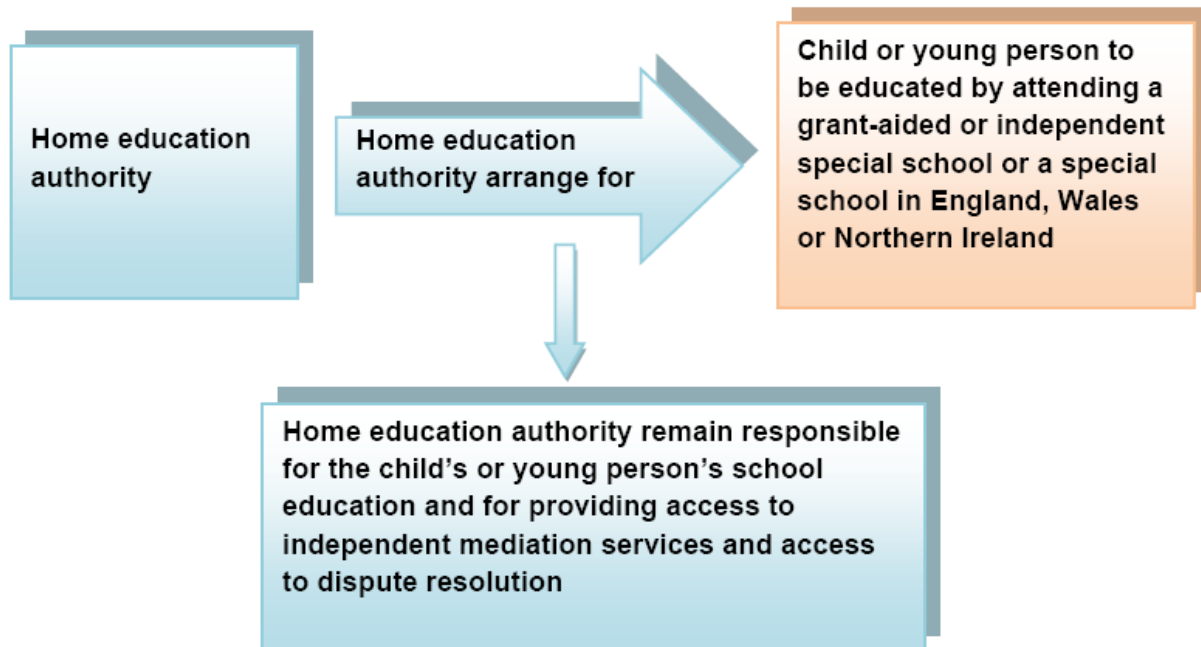 Home education
authority
Home education
authority arrange for
Child or young person to
be educated by attending a
grant-aided or independent
special school or a special
school in England, Wales
or Northern Ireland
Home education authority remain responsible
for the child’s or young person’s school
education and for providing access to
independent mediation services and access
to dispute resolution